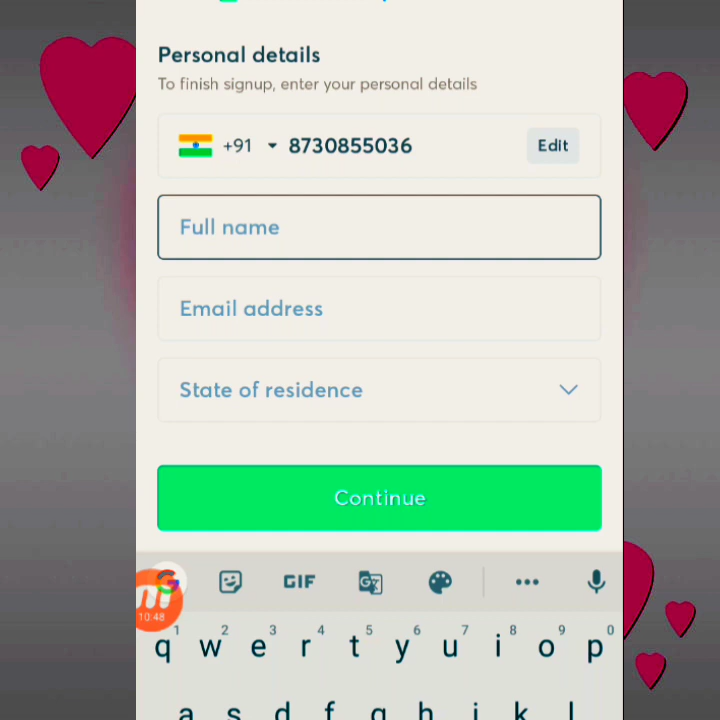 Personal details
To finish signup, enter your personal details
+91 8730855036 Edit
Full name
Email address
State of residence
Continue
GIF
10:48
1 2 3 4 5 6 7 8 9 0
q w e r t y u i o p
a s d f g h j k l